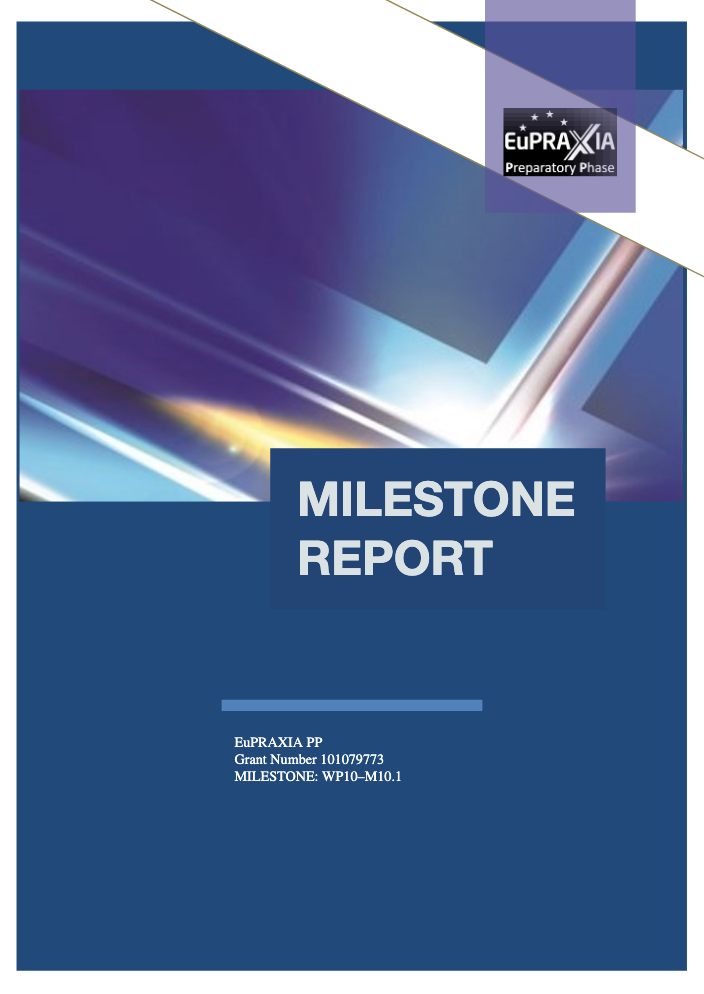 EuPRAXIA
Preparatory Phase
MILESTONE
REPORT
EuPRAXIA PP
Grant Number 101079773
MILESTONE: WP10–M10.1